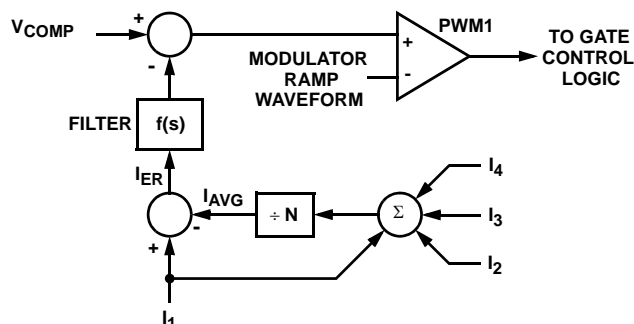 VCOMP
+
-
PWM1
+
-
MODULATOR
RAMP
WAVEFORM
TO GATE
CONTROL
LOGIC
FILTER
f(s)
IER
IAVG
÷ N
Σ
I4
I3
I2
+
-
I1